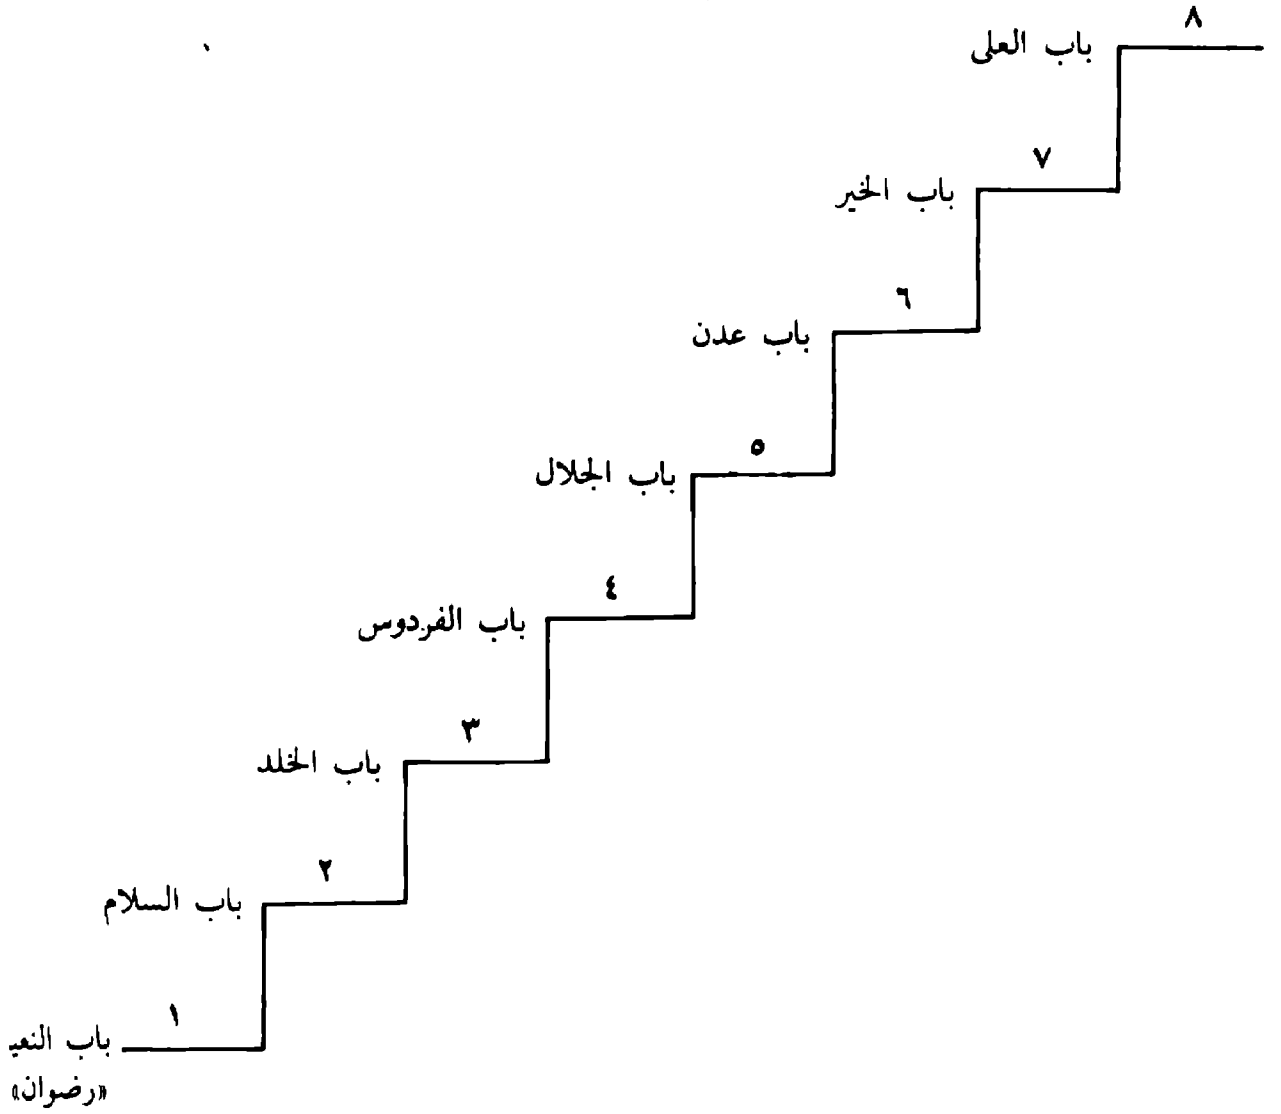 ٨
باب العلى
٧
باب الخير
٦
باب عدن
٥
باب الجلال
٤
باب الفردوس
٣
باب الخلد
٢
باب السلام
١
باب النعي
«رضوان»